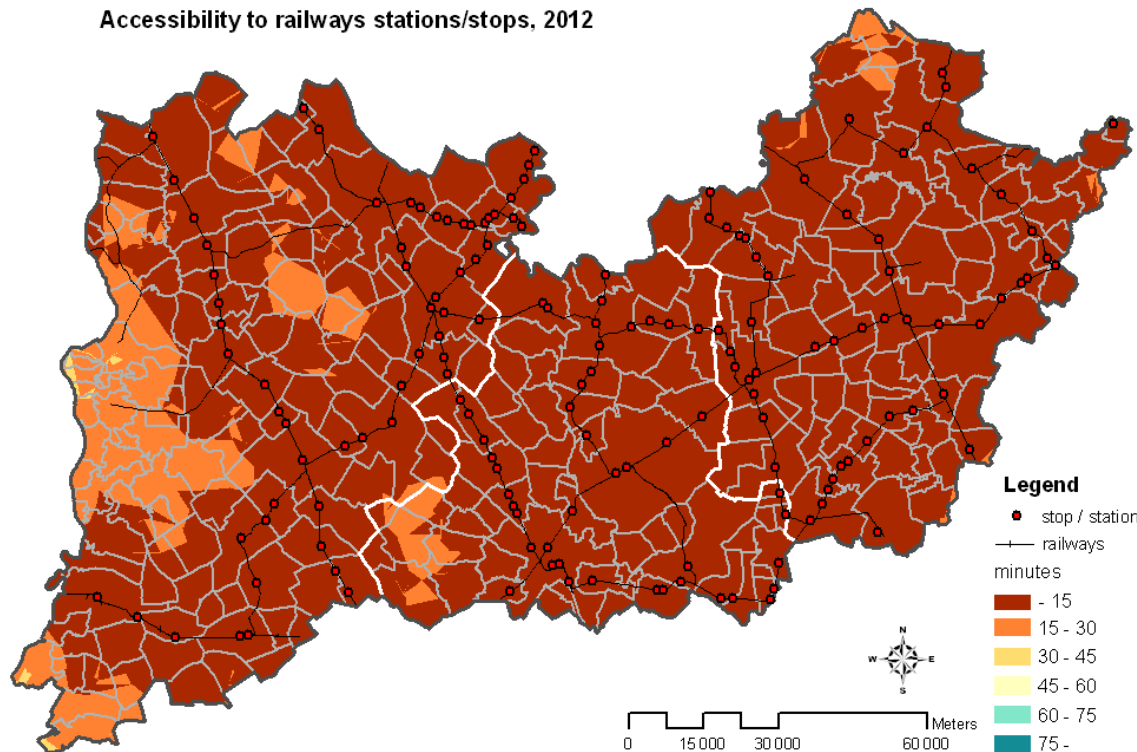 Accessibility to railways stations/stops, 2012
Legend
stop / station
railways
minutes
- 15
15 - 30
30 - 45
45 - 60
60 - 75
75 -
N
W E
S
Meters
0 15 000 30 000 60 000